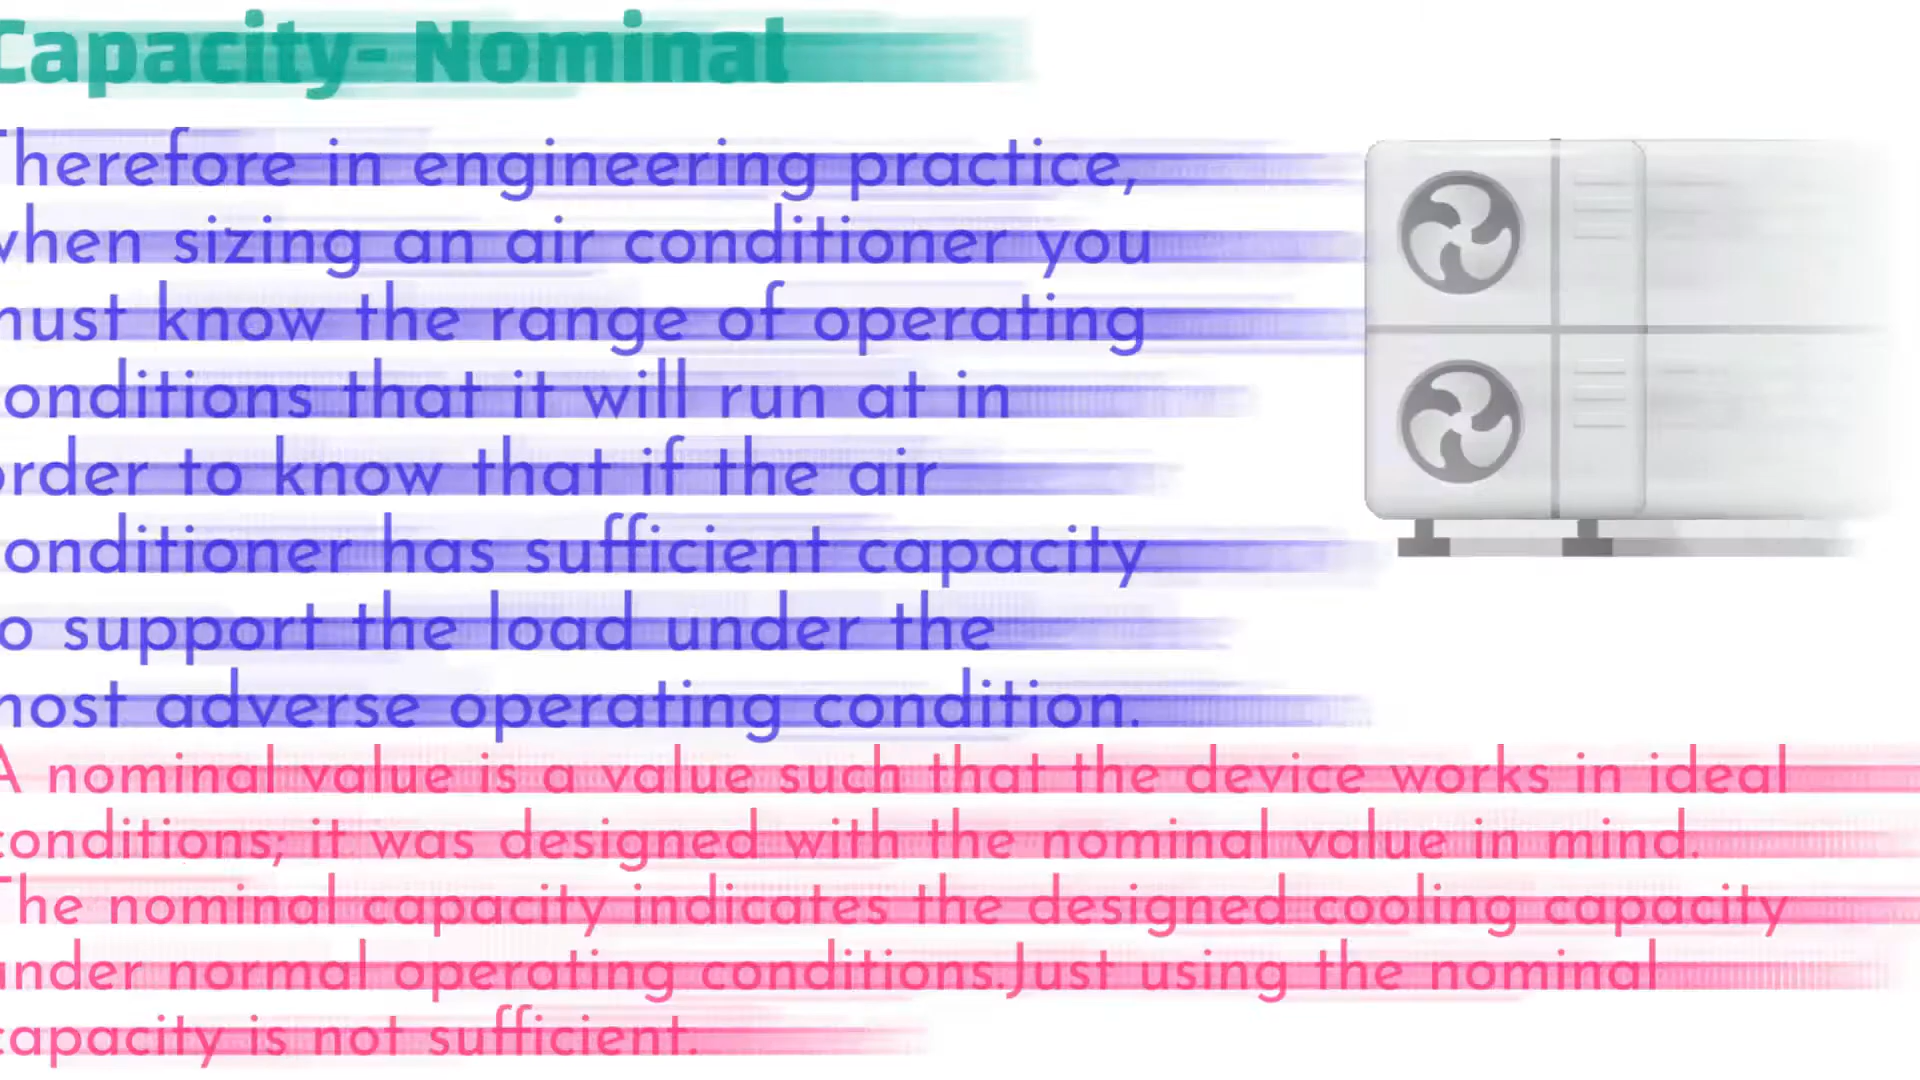 Capacity- Nominal
Therefore in engineering practice,
when sizing an air conditioner you
must know the range of operating
conditions that it will run at in
order to know that if the air
conditioner has sufficient capacity
to support the load under the
most adverse operating condition.
A nominal value is a value such that the device works in ideal
conditions; it was designed with the nominal value in mind.
The nominal capacity indicates the designed cooling capacity
under normal operating conditions.Just using the nominal
capacity is not sufficient.